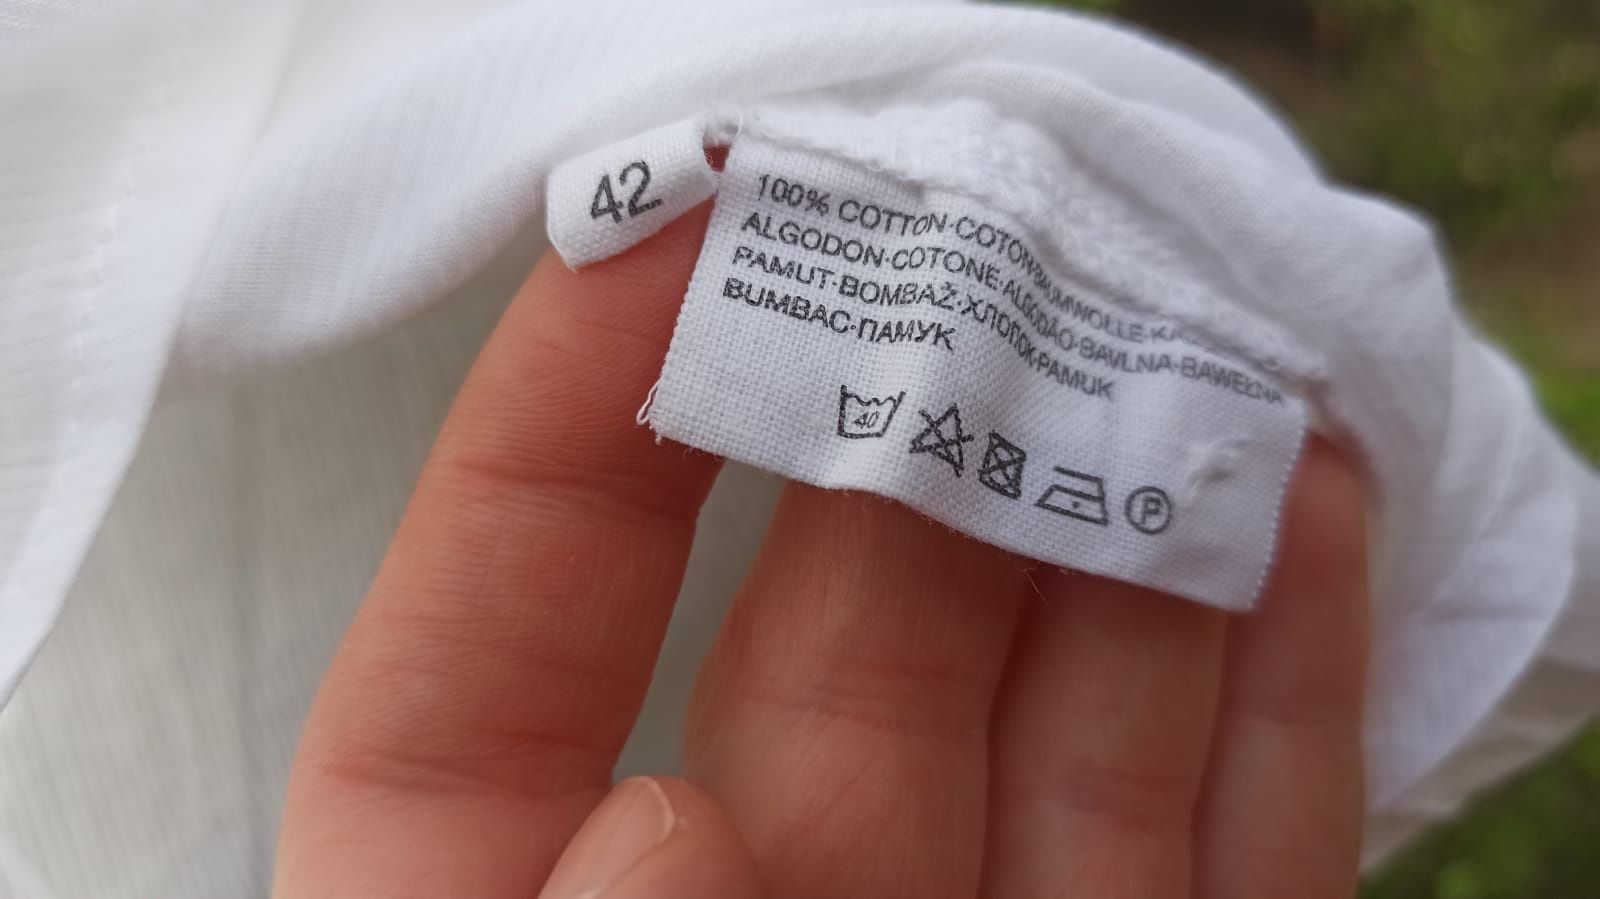 42
100% COTTON·COTON·BAUMWOLLE·
ALGODON·COTONE·ALGODÃO·BAVLNA·BAWEŁNA
PAMUT·BOMBAŽ·ХЛОПОК·PAMUK
BUMBAC·ПАМУК
40
P